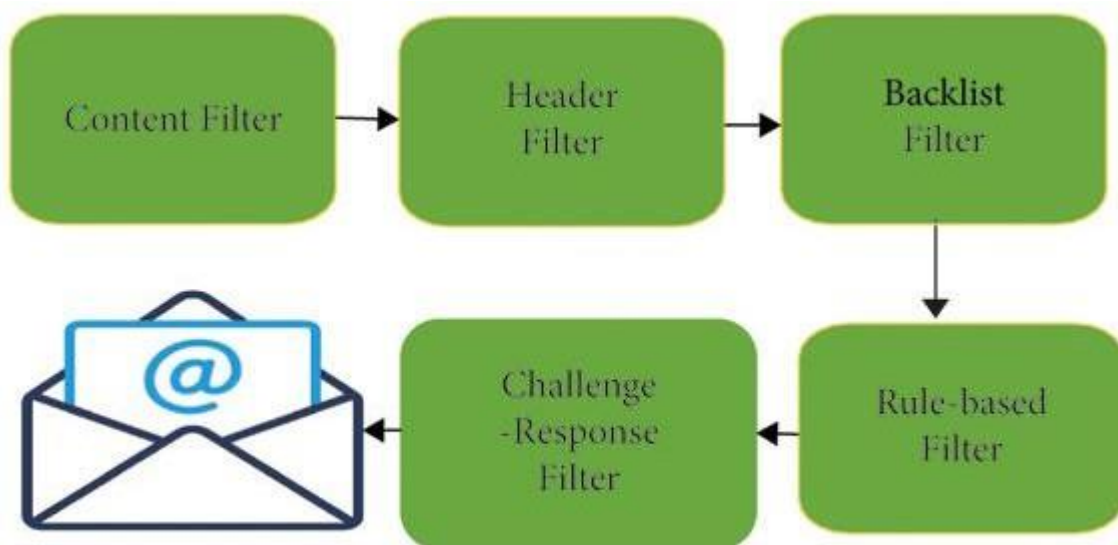 Content Filter
Header
Filter
Backlist
Filter
@
Challenge
-Response
Filter
Rule-based
Filter